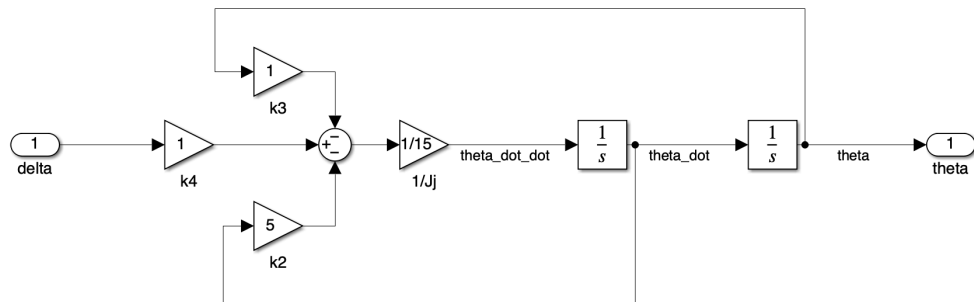 1
k3
1
delta
1
k4
−
+
−
1/15
1/Jj
theta_dot_dot
1
s
theta_dot
1
s
theta
1
theta
5
k2